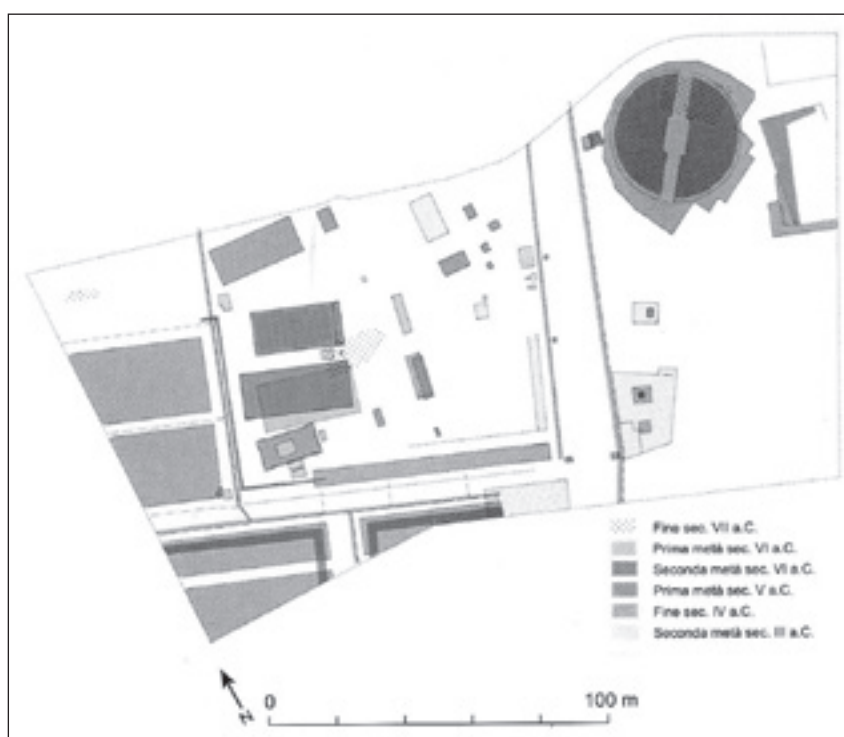 Fine sec. VII a.C.
Prima metà sec. VI a.C.
Seconda metà sec. VI a.C.
Prima metà sec. V a.C.
Fine sec. IV a.C.
Seconda metà sec. III a.C.
N
0 100 m